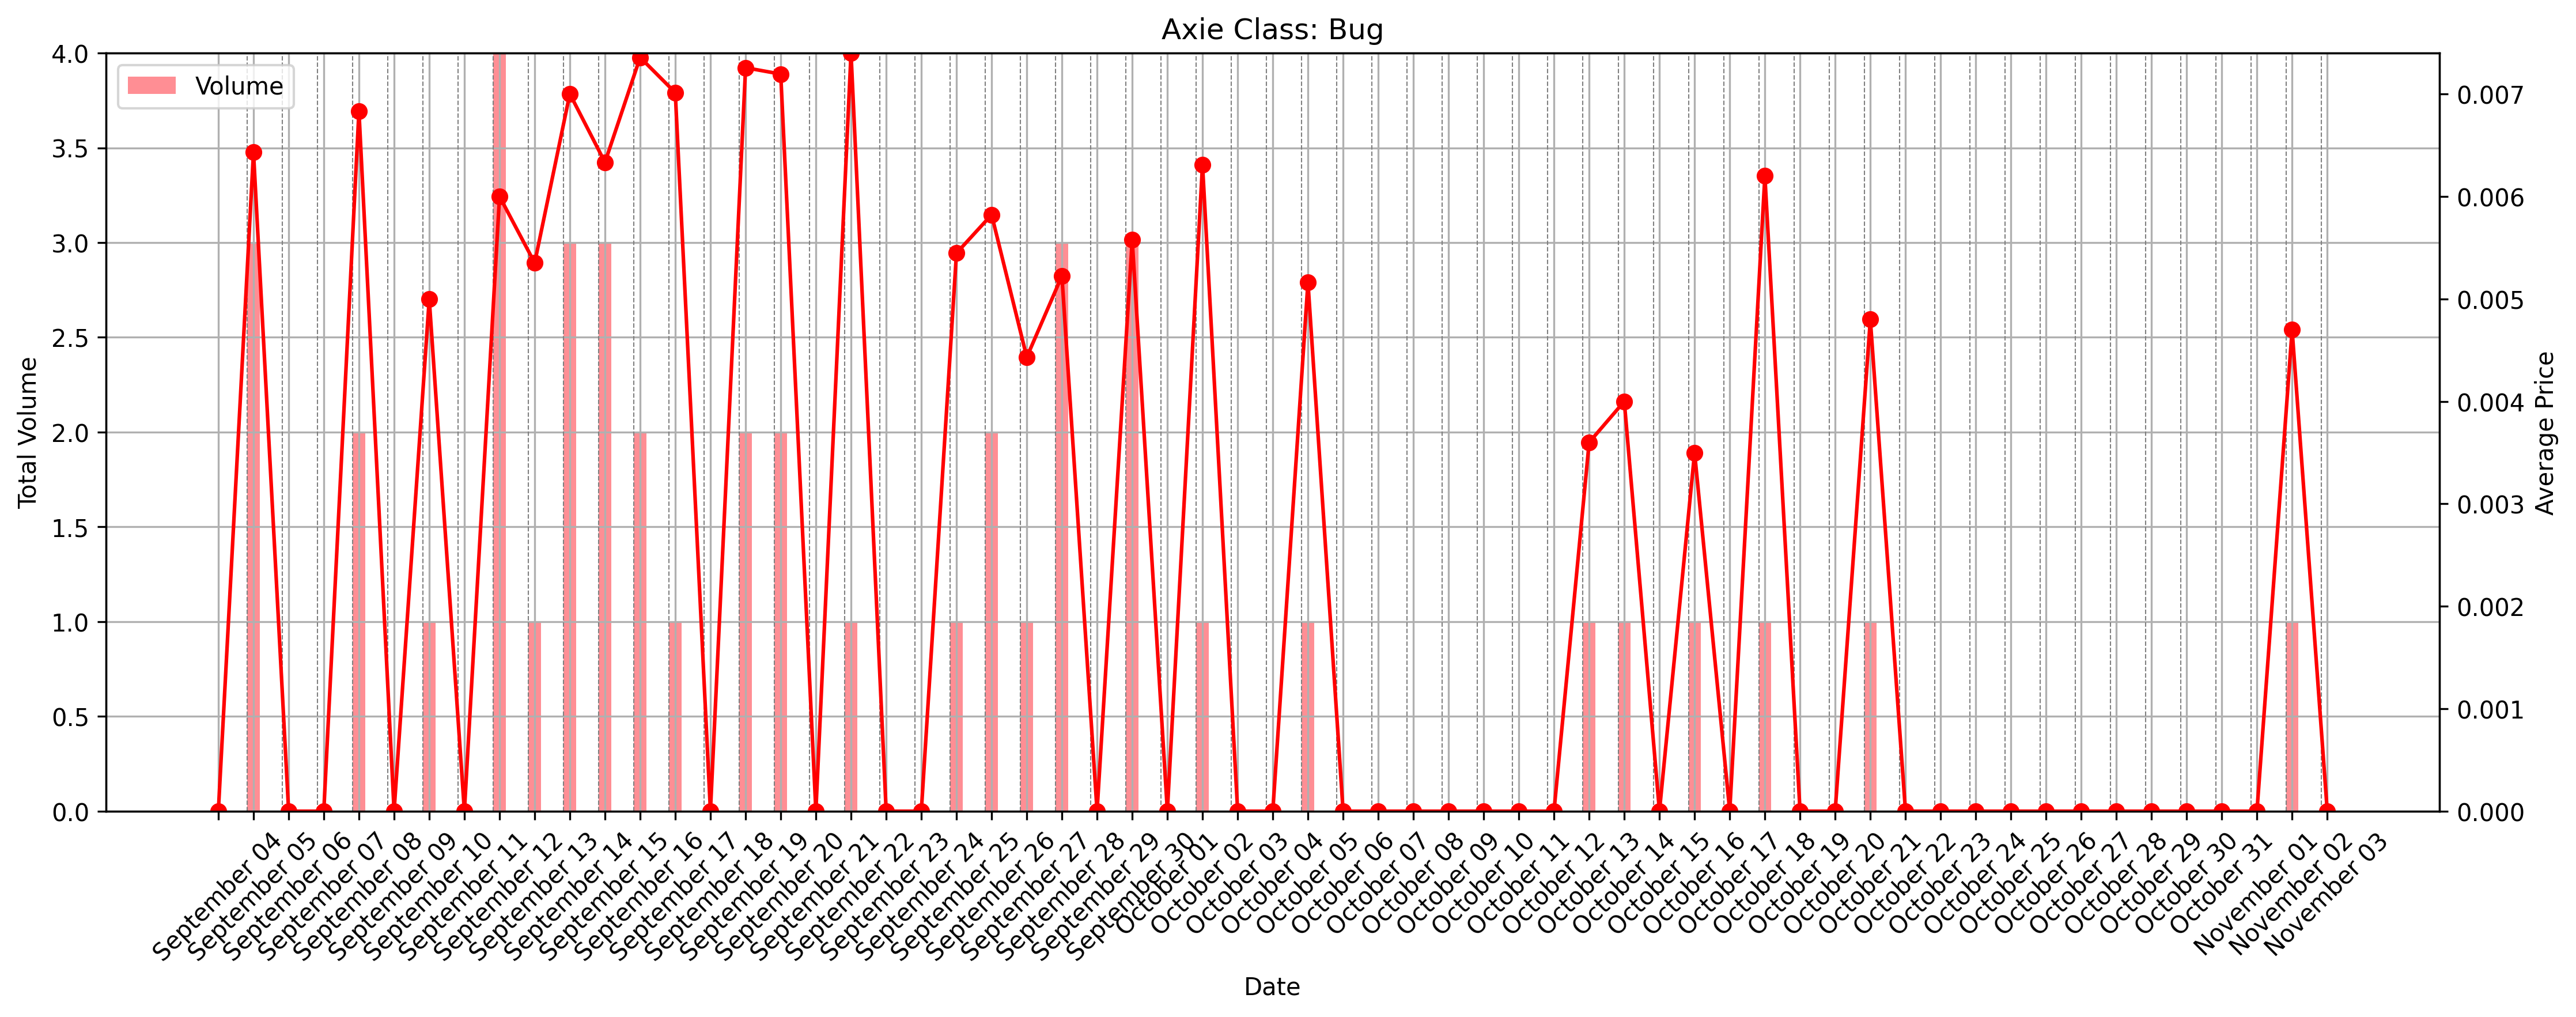 Axie Class: Bug
Volume
Total Volume
4.0
3.5
3.0
2.5
2.0
1.5
1.0
0.5
0.0
Average Price
0.007
0.006
0.005
0.004
0.003
0.002
0.001
0.000
September 04
September 05
September 06
September 07
September 08
September 09
September 10
September 11
September 12
September 13
September 14
September 15
September 16
September 17
September 18
September 19
September 20
September 21
September 22
September 23
September 24
September 25
September 26
September 27
September 28
September 29
September 30
October 01
October 02
October 03
October 04
October 05
October 06
October 07
October 08
October 09
October 10
October 11
October 12
October 13
October 14
October 15
October 16
October 17
October 18
October 19
October 20
October 21
October 22
October 23
October 24
October 25
October 26
October 27
October 28
October 29
October 30
October 31
November 01
November 02
November 03
Date